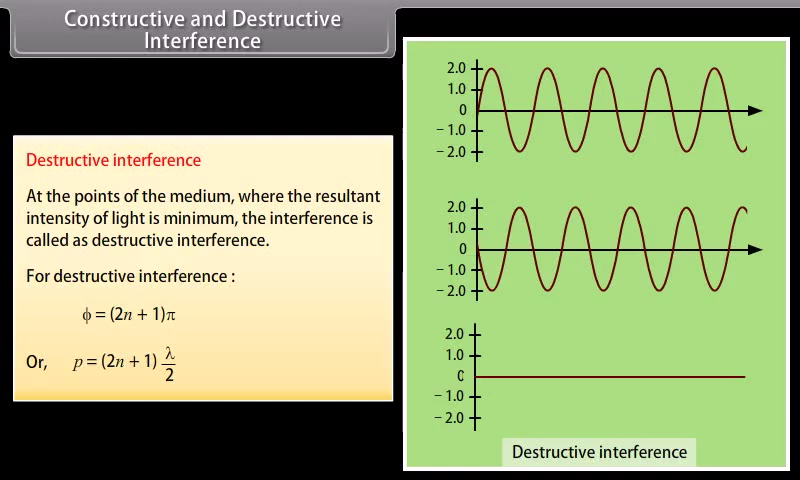 Constructive and Destructive
Interference
Destructive interference
At the points of the medium, where the resultant
intensity of light is minimum, the interference is
called as destructive interference.
For destructive interference :
ϕ = (2n + 1)π
Or, p = (2n + 1) λ/2
2.0
1.0
0
– 1.0
– 2.0
2.0
1.0
0
– 1.0
– 2.0
2.0
1.0
0
– 1.0
– 2.0
Destructive interference